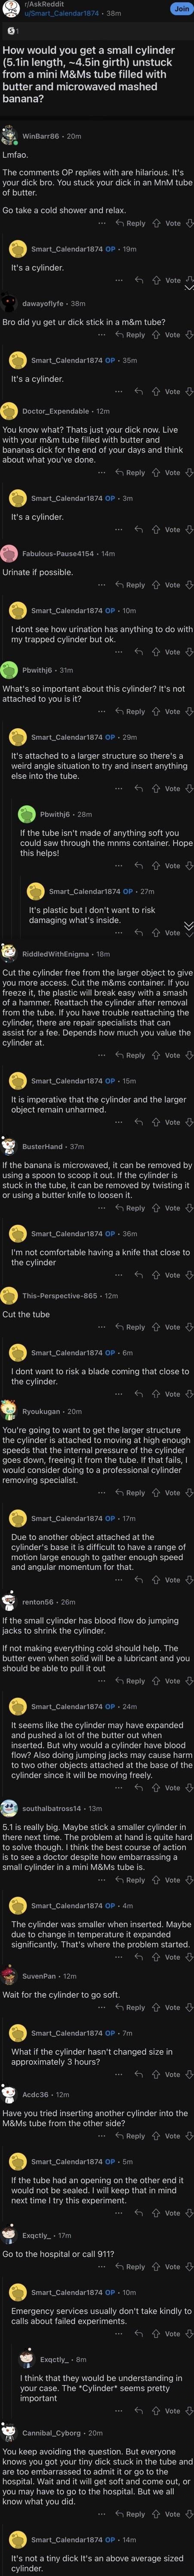 r/AskReddit
u/Smart_Calendar1874 • 38m
Join
1
How would you get a small cylinder
(5.1in length, ~4.5in girth) unstuck
from a mini M&Ms tube filled with
butter and microwaved mashed
banana?
WinBarr86 • 20m
Lmfao.
The comments OP replies with are hilarious. It's
your dick bro. You stuck your dick in an MnM tube
of butter.
Go take a cold shower and relax.
... Reply Vote
Smart_Calendar1874 OP • 19m
It's a cylinder.
... Vote
dawayoflyfe • 38m
Bro did yu get ur dick stick in a m&m tube?
... Reply Vote
Smart_Calendar1874 OP • 35m
It's a cylinder.
... Vote
Doctor_Expendable • 12m
You know what? Thats just your dick now. Live
with your m&m tube filled with butter and
bananas dick for the end of your days and think
about what you've done.
... Reply Vote
Smart_Calendar1874 OP • 3m
It's a cylinder.
... Vote
Fabulous-Pause4154 • 14m
Urinate if possible.
... Reply Vote
Smart_Calendar1874 OP • 10m
I dont see how urination has anything to do with
my trapped cylinder but ok.
... Vote
Pbwithj6 • 31m
What's so important about this cylinder? It's not
attached to you is it?
... Reply Vote
Smart_Calendar1874 OP • 29m
It's attached to a larger structure so there's a
weird angle situation to try and insert anything
else into the tube.
... Vote
Pbwithj6 • 28m
If the tube isn't made of anything soft you
could saw through the mnms container. Hope
this helps!
... Vote
Smart_Calendar1874 OP • 27m
It's plastic but I don't want to risk
damaging what's inside.
... Vote
RiddledWithEnigma • 18m
Cut the cylinder free from the larger object to give
you more access. Cut the m&ms container. If you
freeze it, the plastic will break easy with a smash
of a hammer. Reattach the cylinder after removal
from the tube. If you have trouble reattaching the
cylinder, there are repair specialists that can
assist for a fee. Depends how much you value the
cylinder at.
... Reply Vote
Smart_Calendar1874 OP • 15m
It is imperative that the cylinder and the larger
object remain unharmed.
... Vote
BusterHand • 37m
If the banana is microwaved, it can be removed by
using a spoon to scoop it out. If the cylinder is
stuck in the tube, it can be removed by twisting it
or using a butter knife to loosen it.
... Reply Vote
Smart_Calendar1874 OP • 36m
I'm not comfortable having a knife that close to
the cylinder
... Vote
This-Perspective-865 • 12m
Cut the tube
... Reply Vote
Smart_Calendar1874 OP • 6m
I dont want to risk a blade coming that close to
the cylinder.
... Vote
Ryoukugan • 20m
You're going to want to get the larger structure
the cylinder is attached to moving at high enough
speeds that the internal pressure of the cylinder
goes down, freeing it from the tube. If that fails, I
would consider doing to a professional cylinder
removing specialist.
... Reply Vote
Smart_Calendar1874 OP • 17m
Due to another object attached at the
cylinder's base it is difficult to have a range of
motion large enough to gather enough speed
and angular momentum for that.
... Vote
renton56 • 26m
If the small cylinder has blood flow do jumping
jacks to shrink the cylinder.
If not making everything cold should help. The
butter even when solid will be a lubricant and you
should be able to pull it out
... Reply Vote
Smart_Calendar1874 OP • 24m
It seems like the cylinder may have expanded
and pushed a lot of the butter out when
inserted. But why would a cylinder have blood
flow? Also doing jumping jacks may cause harm
to two other objects attached at the base of the
cylinder since it will be moving freely.
... Vote
southalbatross14 • 13m
5.1 is really big. Maybe stick a smaller cylinder in
there next time. The problem at hand is quite hard
to solve though. I think the best course of action
is to see a doctor despite how embarrassing a
small cylinder in a mini M&Ms tube is.
... Reply Vote
Smart_Calendar1874 OP • 4m
The cylinder was smaller when inserted. Maybe
due to change in temperature it expanded
significantly. That's where the problem started.
... Vote
SuvenPan • 12m
Wait for the cylinder to go soft.
... Reply Vote
Smart_Calendar1874 OP • 7m
What if the cylinder hasn't changed size in
approximately 3 hours?
... Vote
Acdc36 • 12m
Have you tried inserting another cylinder into the
M&Ms tube from the other side?
... Reply Vote
Smart_Calendar1874 OP • 5m
If the tube had an opening on the other end it
would not be sealed. I will keep that in mind
next time I try this experiment.
... Vote
Exqctly_ • 17m
Go to the hospital or call 911?
... Reply Vote
Smart_Calendar1874 OP • 10m
Emergency services usually don't take kindly to
calls about failed experiments.
... Vote
Exqctly_ • 8m
I think that they would be understanding in
your case. The *Cylinder* seems pretty
important
... Vote
Cannibal_Cyborg • 20m
You keep avoiding the question. But everyone
knows you got your tiny dick stuck in the tube and
are too embarrassed to admit it or go to the
hospital. Wait and it will get soft and come out, or
you may have to go to the hospital. But we all
know what you did.
... Reply Vote
Smart_Calendar1874 OP • 14m
It's not a tiny dick It's an above average sized
cylinder.